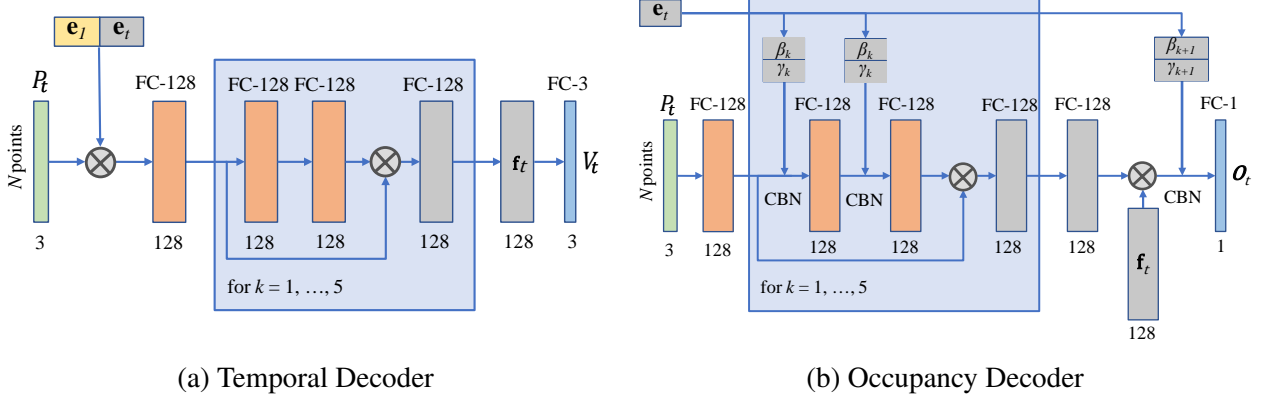 e1 et
Pt
FC-128
FC-128 FC-128
FC-128
FC-3
N points
ft
Vt
3
128
128
128
128
128
3
for k = 1, …, 5
(a) Temporal Decoder
et
βk
γk
βk
γk
βk+1
γk+1
Pt
FC-128
FC-128
FC-128
FC-128
FC-128
FC-1
N points
CBN
CBN
CBN
Ot
3
128
128
128
128
128
1
ft
for k = 1, …, 5
128
(b) Occupancy Decoder